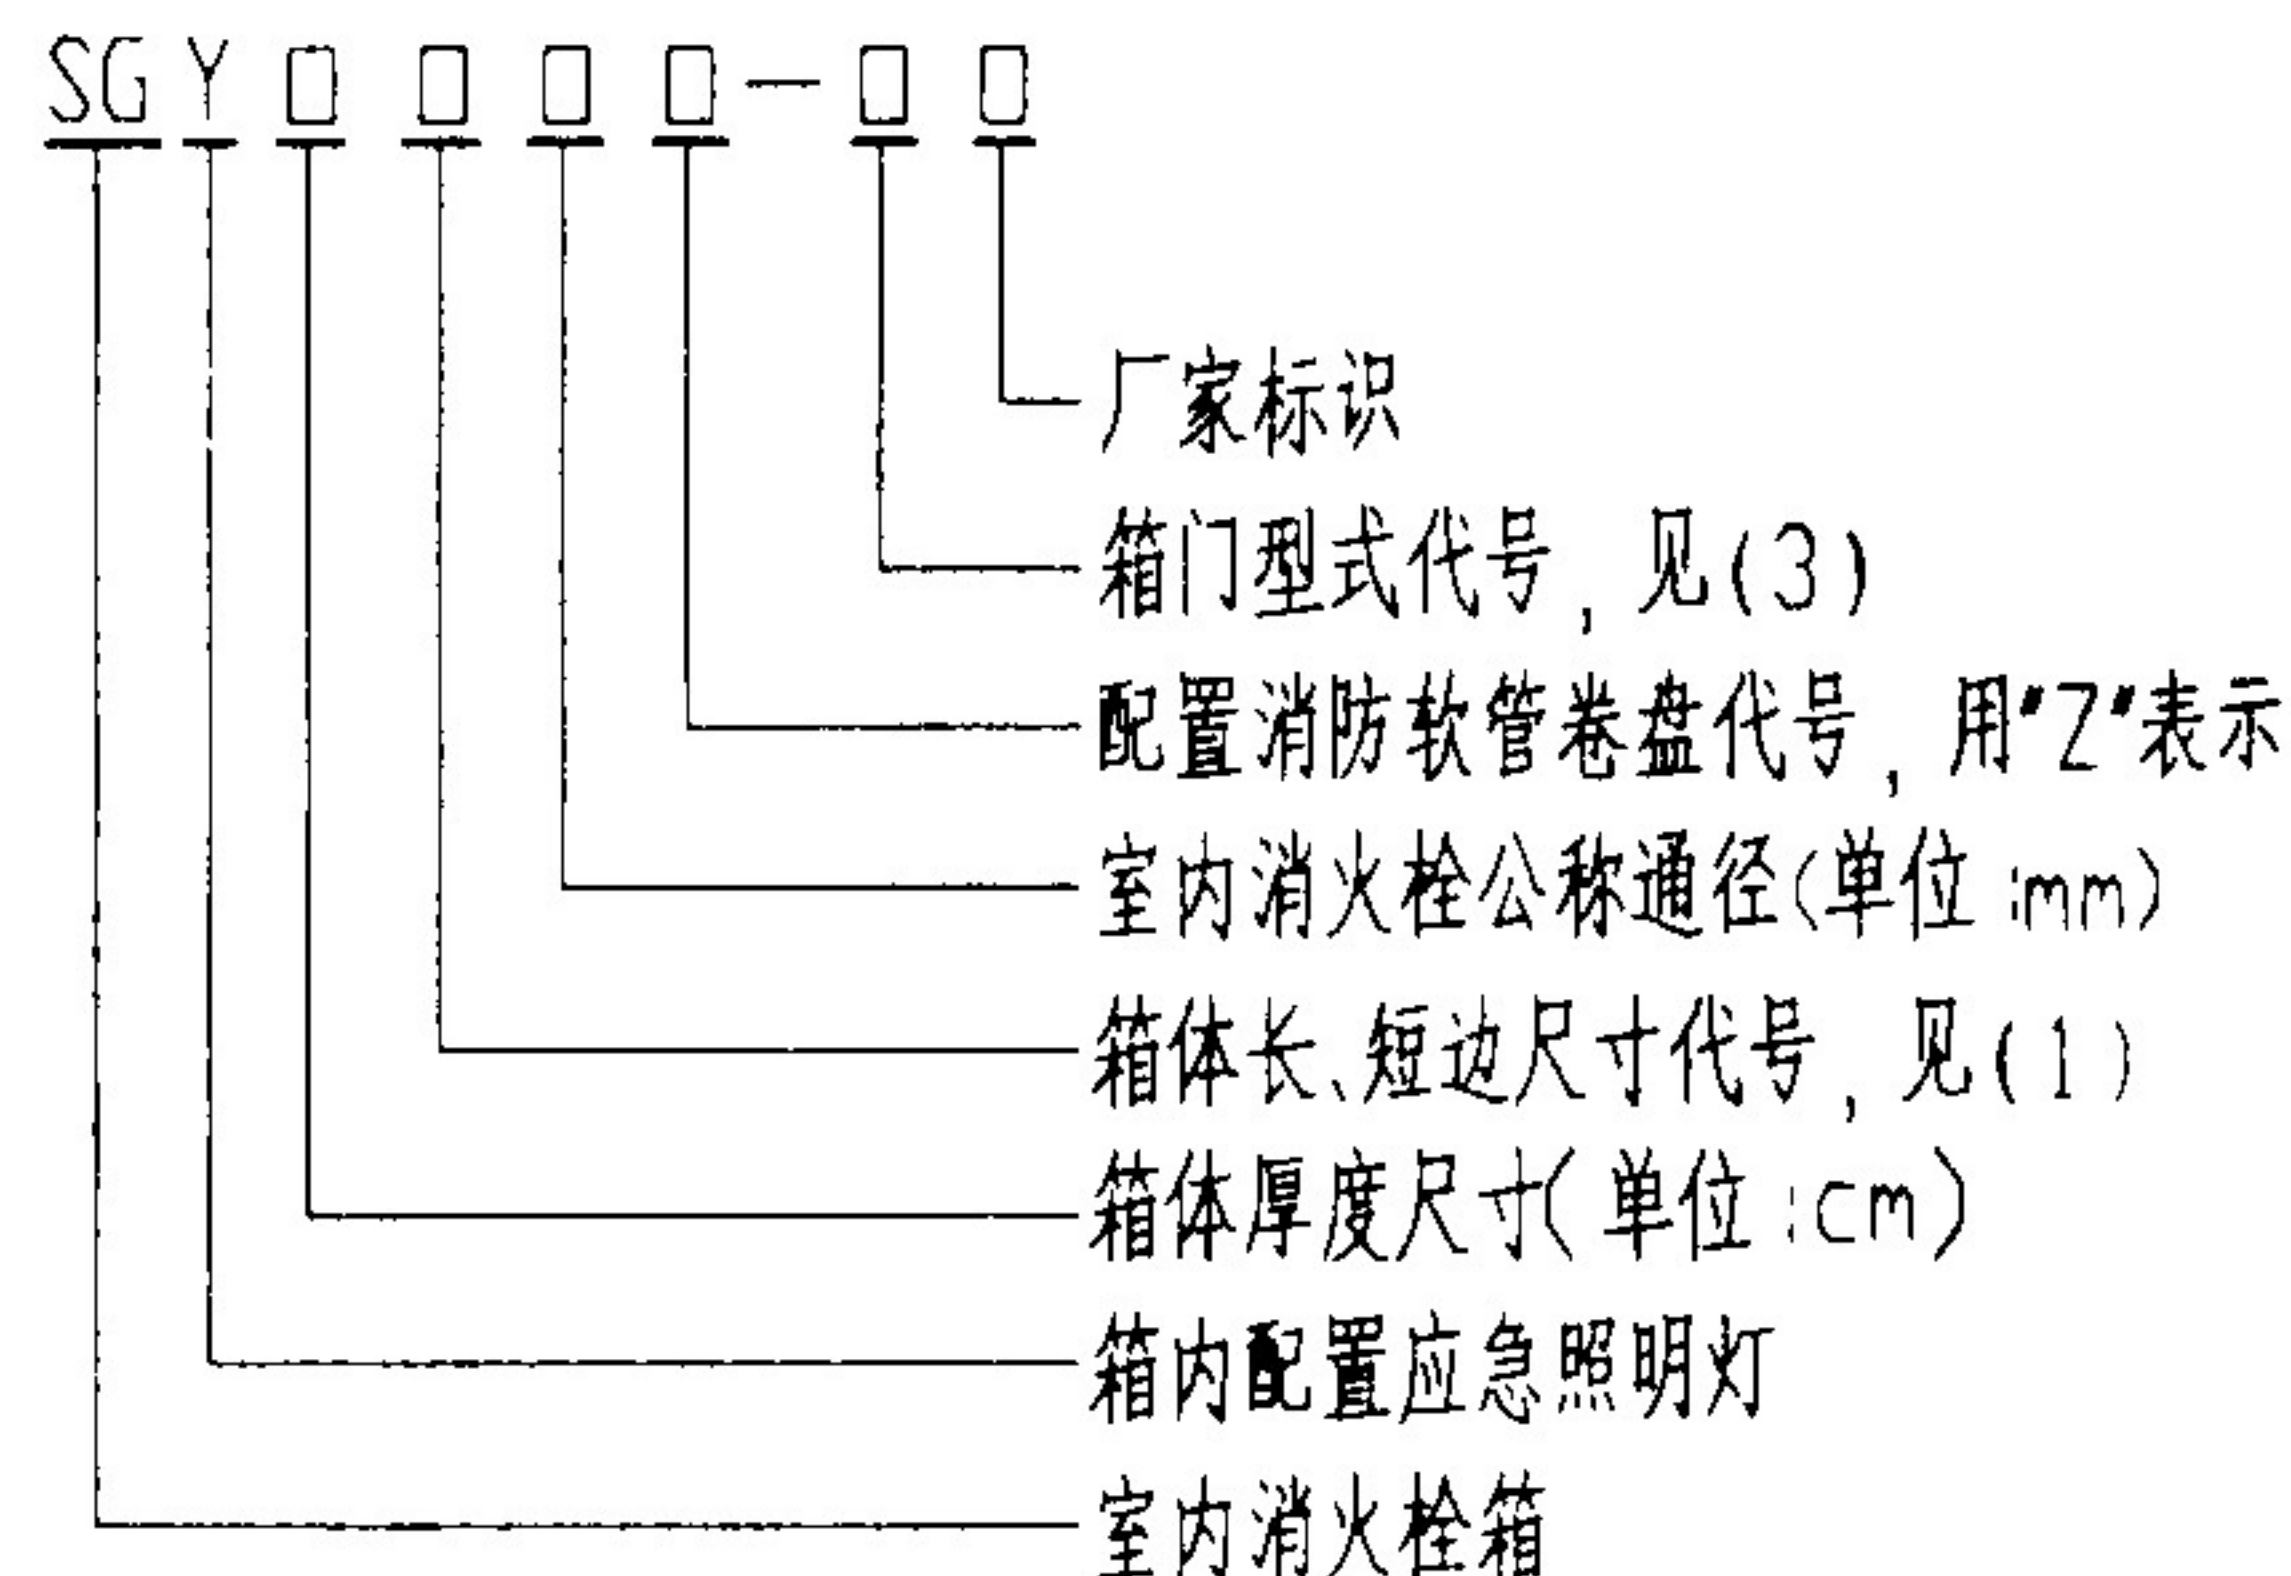 SGY□□□□—□□
厂家标识
箱门型式代号,见(3)
配置消防软管卷盘代号,用"Z"表示
室内消火栓公称通径(单位:mm)
箱体长、短边尺寸代号,见(1)
箱体厚度尺寸(单位:cm)
箱内配置应急照明灯
室内消火栓箱